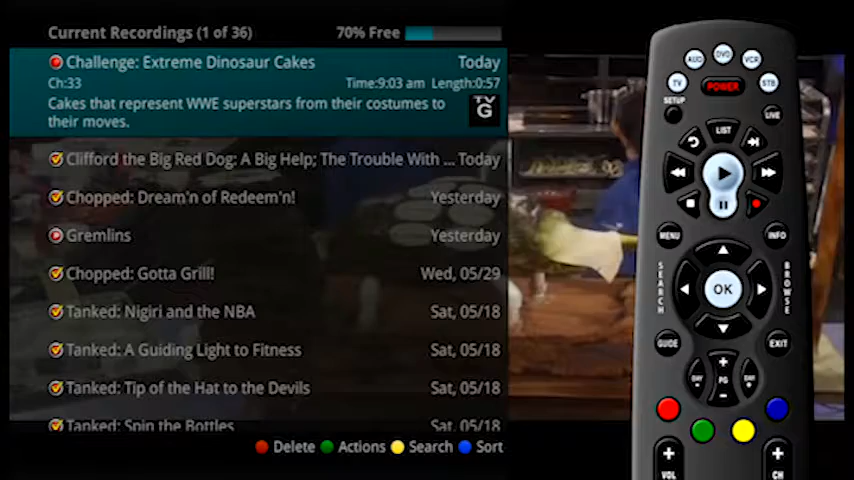 Current Recordings (1 of 36) 70% Free
Challenge: Extreme Dinosaur Cakes Today
Ch:33 Time:9:03 am Length:0:57
Cakes that represent WWE superstars from their costumes to
their moves.
TV
G
Clifford the Big Red Dog: A Big Help; The Trouble With ... Today
Chopped: Dream'n of Redeem'n! Yesterday
Gremlins Yesterday
Chopped: Gotta Grill! Wed, 05/29
Tanked: Nigiri and the NBA Sat, 05/18
Tanked: A Guiding Light to Fitness Sat, 05/18
Tanked: Tip of the Hat to the Devils Sat, 05/18
Tanked: Spin the Bottles Sat, 05/18
Delete Actions Search Sort
AUD DVD VCR
TV POWER STB
SETUP
LIVE
LIST
MENU INFO
SEARCH
OK
BROWSE
GUIDE EXIT
+
DAY PG DAY
-
+ +
VOL CH